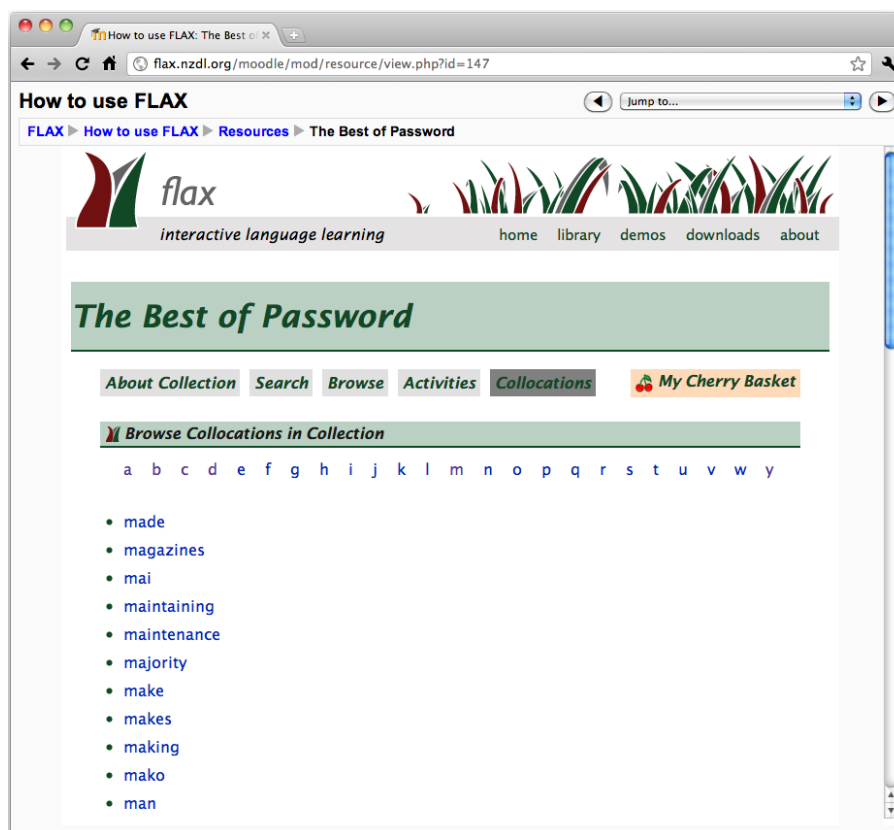 How to use FLAX: The Best o
flax.nzdl.org/moodle/mod/resource/view.php?id=147
How to use FLAX
Jump to...
FLAX How to use FLAX Resources The Best of Password
flax
interactive language learning home library demos downloads about
The Best of Password
About Collection Search Browse Activities Collocations My Cherry Basket
Browse Collocations in Collection
a b c d e f g h i j k l m n o p q r s t u v w y
made
magazines
mai
maintaining
maintenance
majority
make
makes
making
mako
man